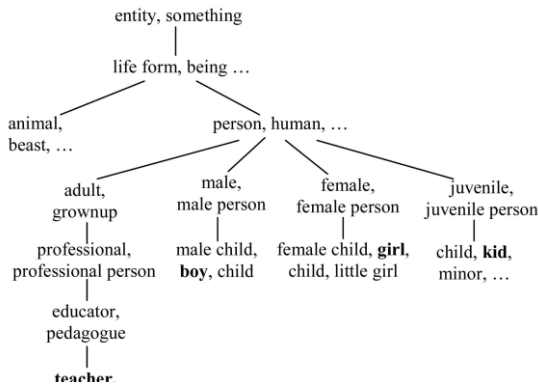 entity, something
life form, being …
animal,
beast, …
person, human, …
adult,
grownup
male,
male person
female,
female person
juvenile,
juvenile person
professional,
professional person
male child,
boy, child
female child, girl,
child, little girl
child, kid,
minor, …
educator,
pedagogue
teacher,